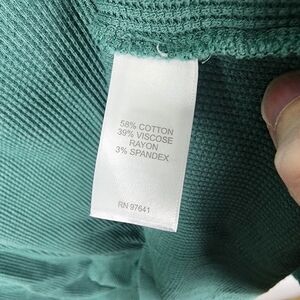 58% COTTON
39% VISCOSE
RAYON
3% SPANDEX
RN 97641